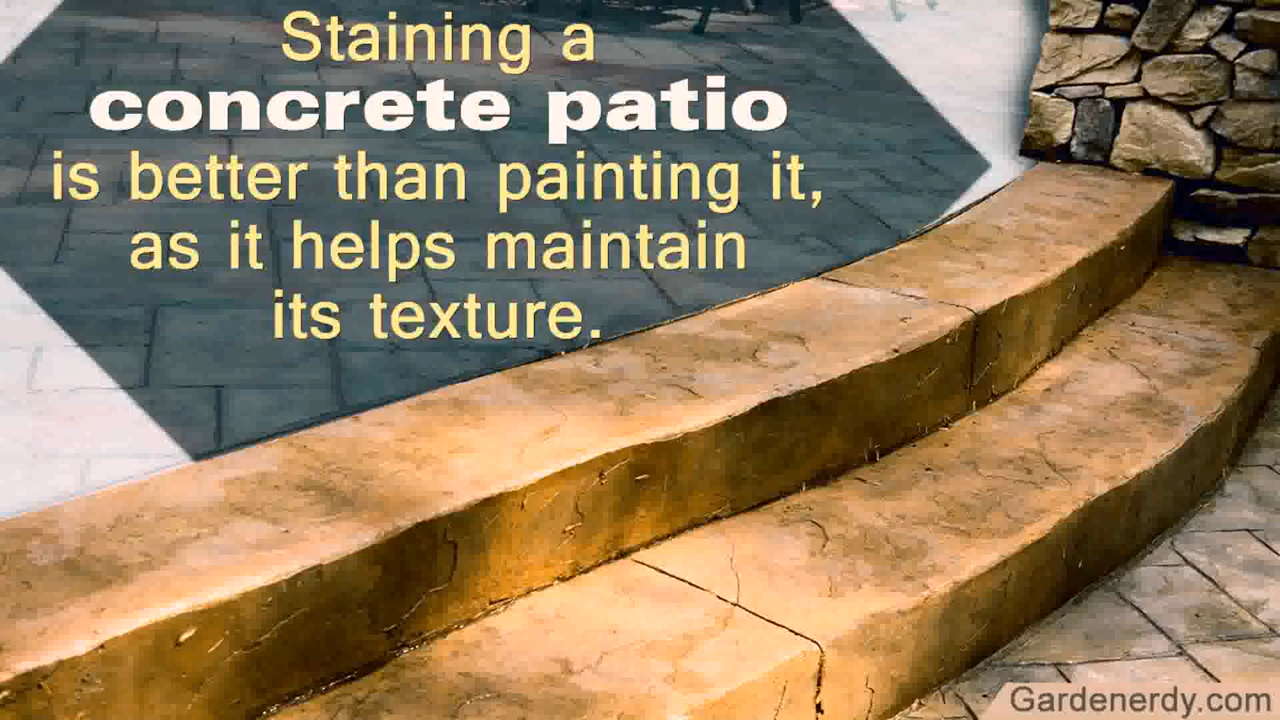 Staining a
concrete patio
is better than painting it,
as it helps maintain
its texture.
Gardenerdy.com